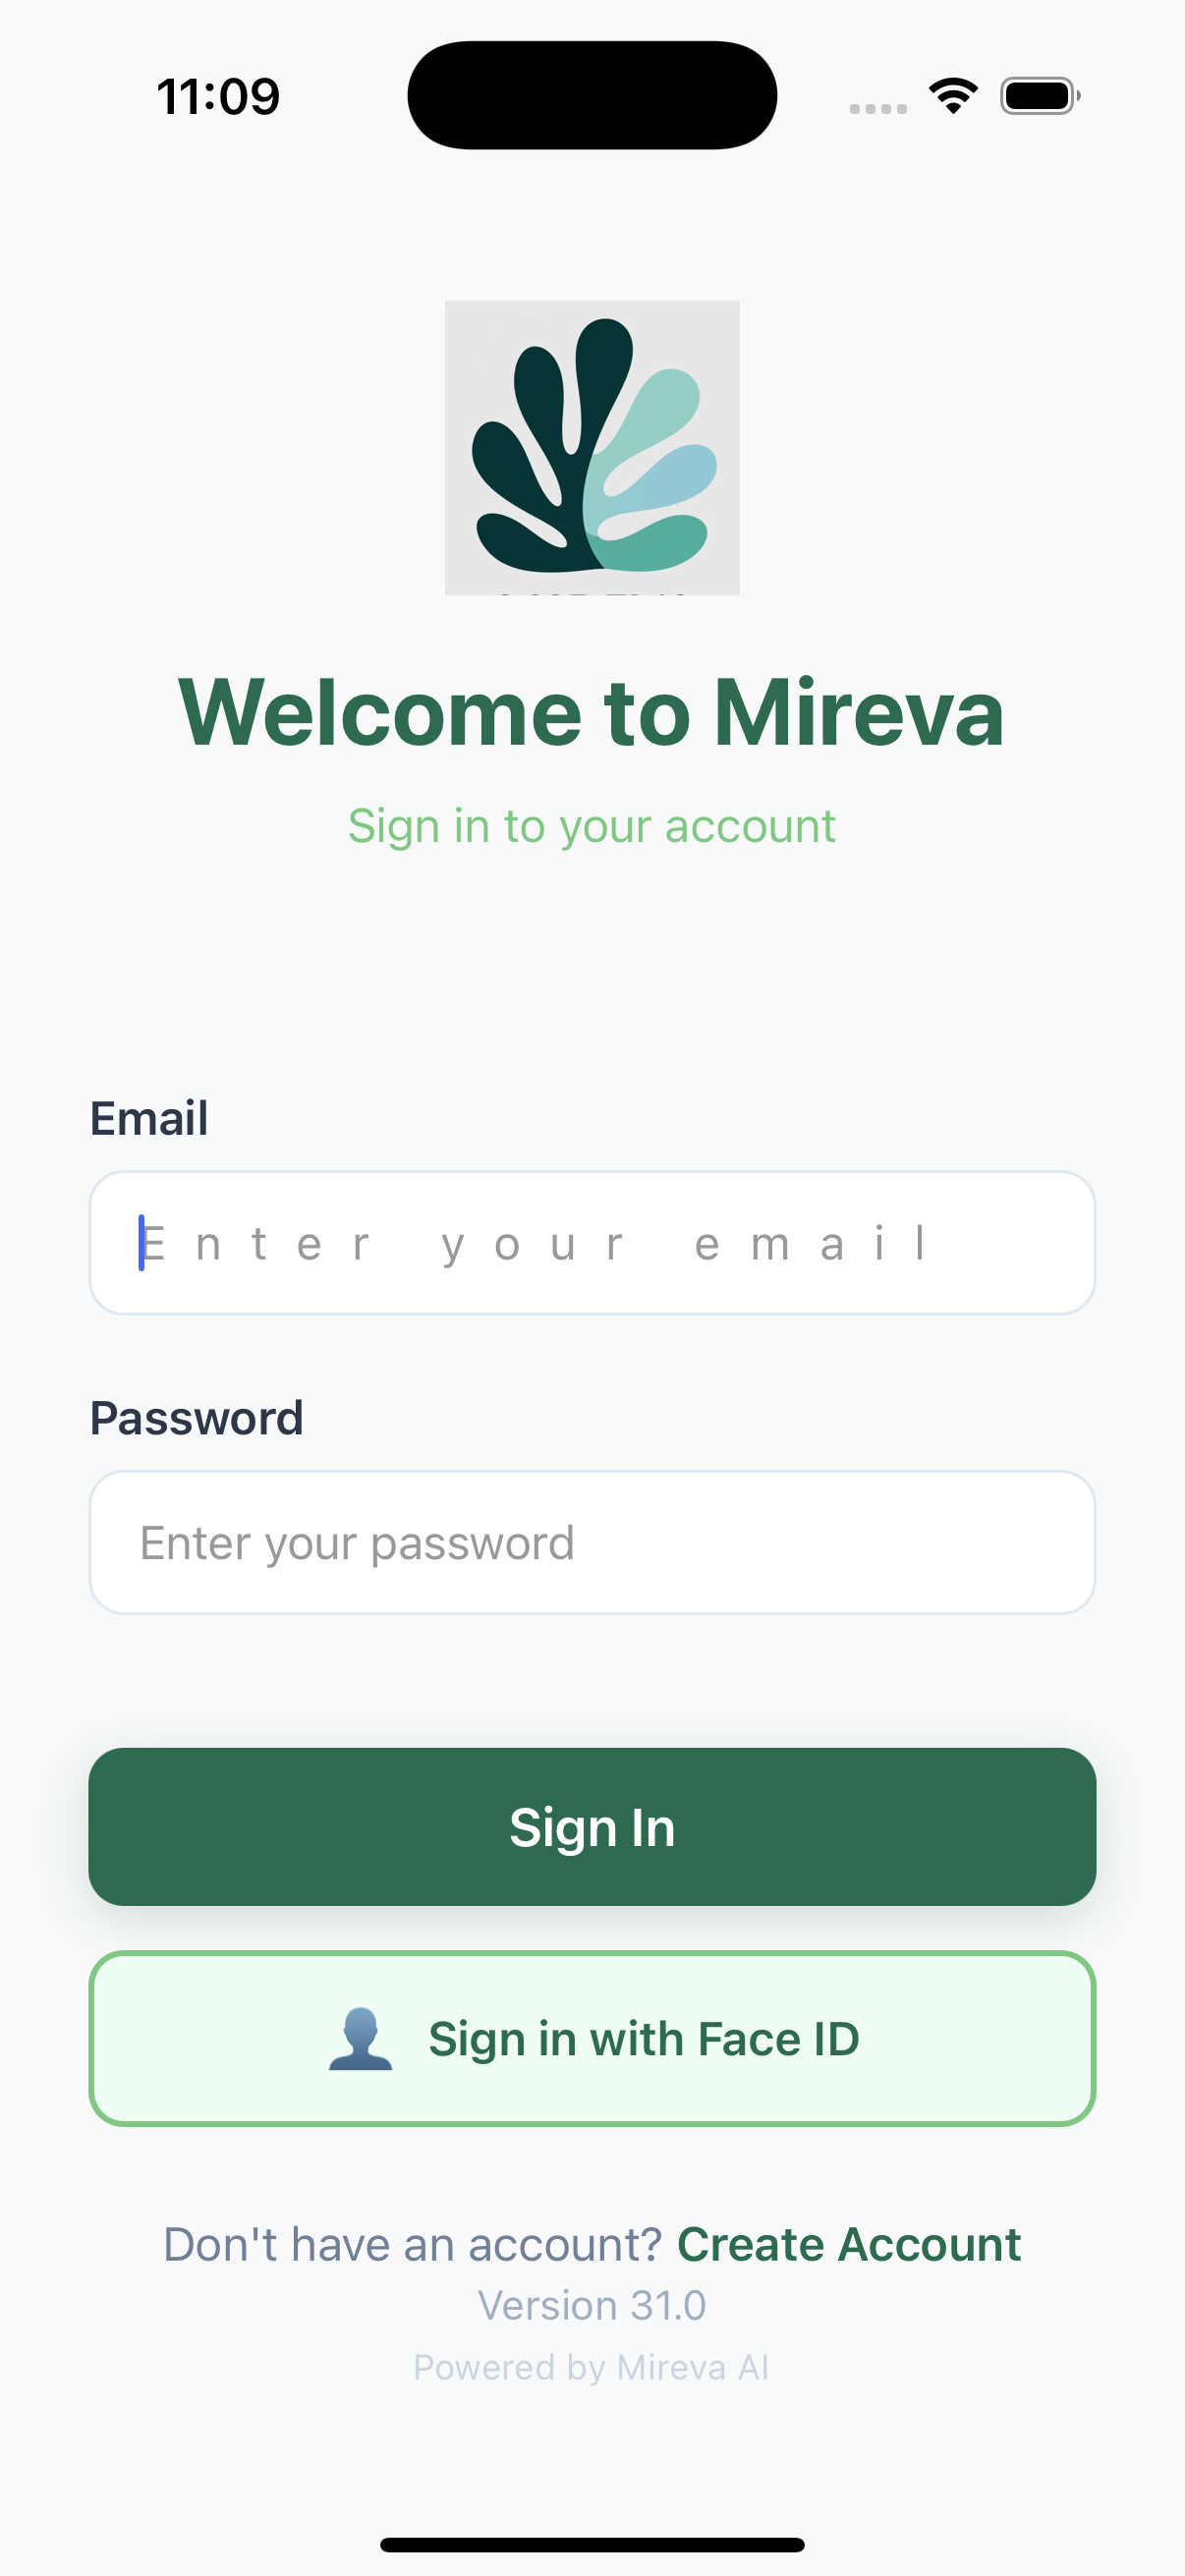 11:09
Welcome to Mireva
Sign in to your account
Email
Enter your email
Password
Enter your password
Sign In
Sign in with Face ID
Don't have an account? Create Account
Version 31.0
Powered by Mireva AI